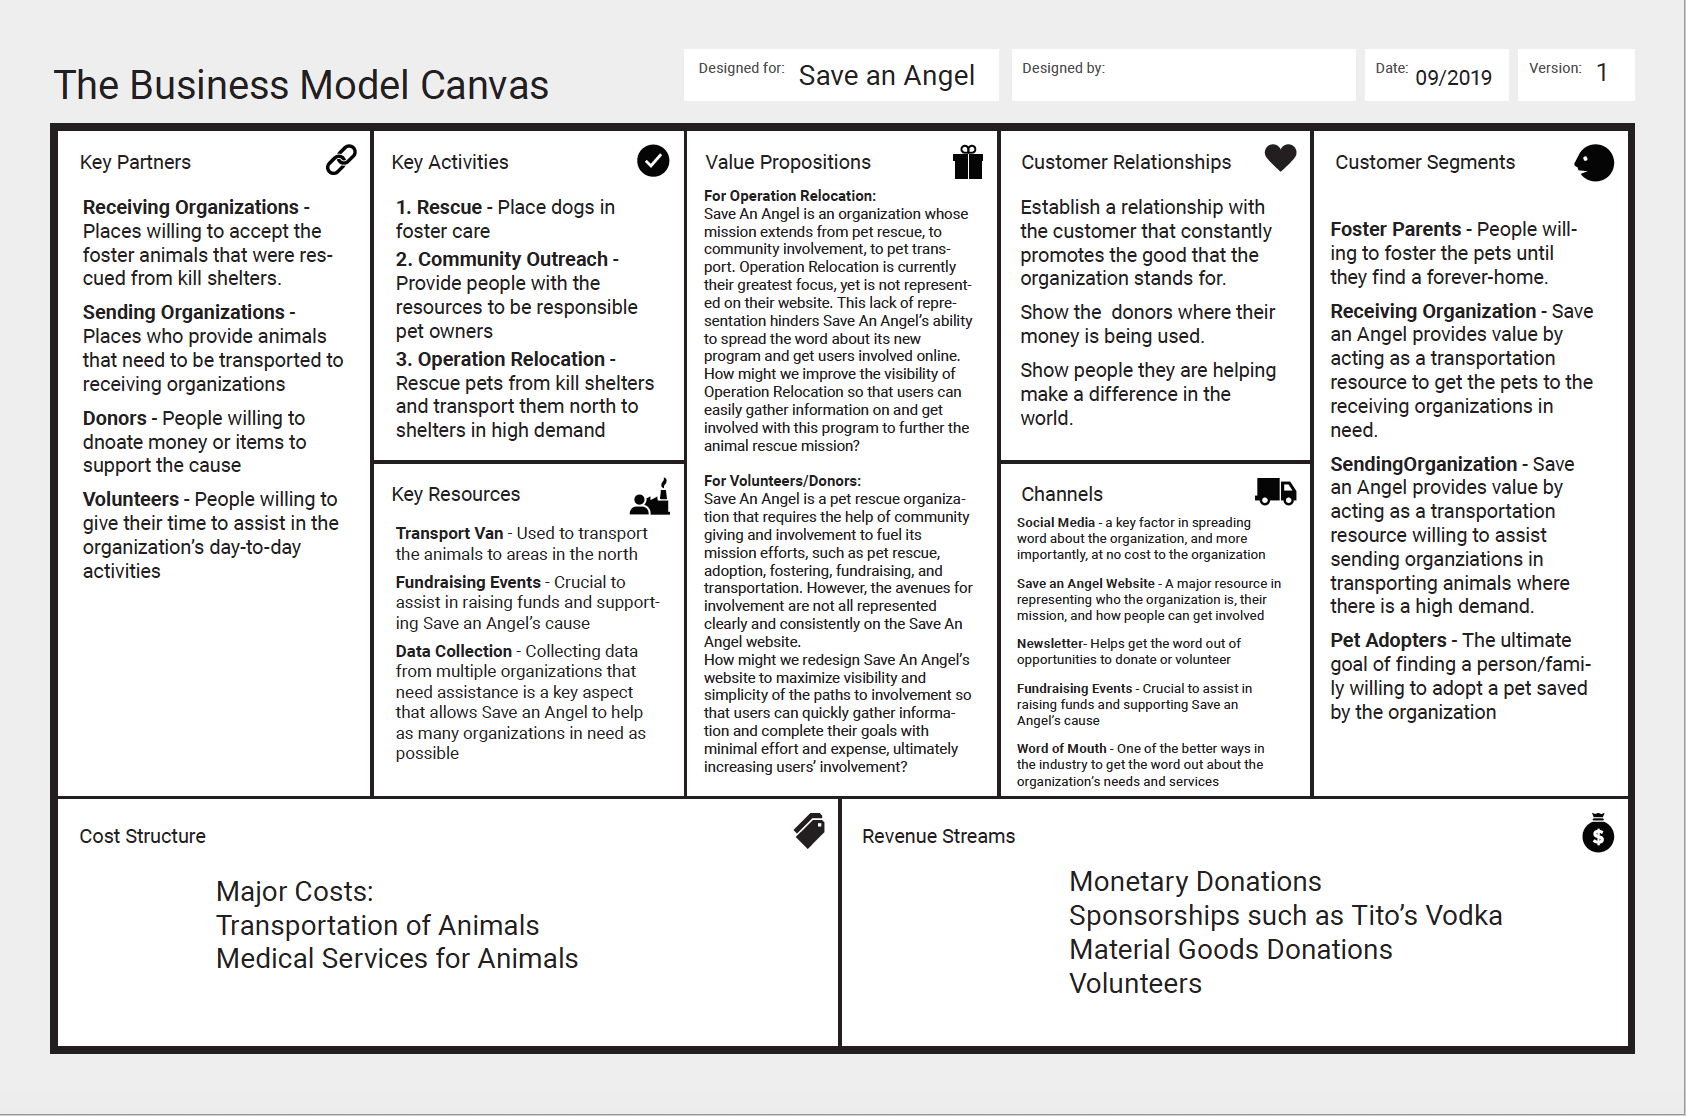 The Business Model Canvas
Designed for: Save an Angel
Designed by:
Date: 09/2019
Version: 1
Key Partners
Receiving Organizations -
Places willing to accept the
foster animals that were res-
cued from kill shelters.
Sending Organizations -
Places who provide animals
that need to be transported to
receiving organizations
Donors - People willing to
dnoate money or items to
support the cause
Volunteers - People willing to
give their time to assist in the
organization's day-to-day
activities
Key Activities
1. Rescue - Place dogs in
foster care
2. Community Outreach -
Provide people with the
resources to be responsible
pet owners
3. Operation Relocation -
Rescue pets from kill shelters
and transport them north to
shelters in high demand
Key Resources
Transport Van - Used to transport
the animals to areas in the north
Fundraising Events - Crucial to
assist in raising funds and support-
ing Save an Angel's cause
Data Collection - Collecting data
from multiple organizations that
need assistance is a key aspect
that allows Save an Angel to help
as many organizations in need as
possible
Value Propositions
For Operation Relocation:
Save An Angel is an organization whose
mission extends from pet rescue, to
community involvement, to pet trans-
port. Operation Relocation is currently
their greatest focus, yet is not represent-
ed on their website. This lack of repre-
sentation hinders Save An Angel's ability
to spread the word about its new
program and get users involved online.
How might we improve the visibility of
Operation Relocation so that users can
easily gather information on and get
involved with this program to further the
animal rescue mission?
For Volunteers/Donors:
Save An Angel is a pet rescue organiza-
tion that requires the help of community
giving and involvement to fuel its
mission efforts, such as pet rescue,
adoption, fostering, fundraising, and
transportation. However, the avenues for
involvement are not all represented
clearly and consistently on the Save An
Angel website.
How might we redesign Save An Angel's
website to maximize visibility and
simplicity of the paths to involvement so
that users can quickly gather informa-
tion and complete their goals with
minimal effort and expense, ultimately
increasing users' involvement?
Customer Relationships
Establish a relationship with
the customer that constantly
promotes the good that the
organization stands for.
Show the  donors where their
money is being used.
Show people they are helping
make a difference in the
world.
Channels
Social Media - a key factor in spreading
word about the organization, and more
importantly, at no cost to the organization
Save an Angel Website - A major resource in
representing who the organization is, their
mission, and how people can get involved
Newsletter- Helps get the word out of
opportunities to donate or volunteer
Fundraising Events - Crucial to assist in
raising funds and supporting Save an
Angel's cause
Word of Mouth - One of the better ways in
the industry to get the word out about the
organization's needs and services
Customer Segments
Foster Parents - People will-
ing to foster the pets until
they find a forever-home.
Receiving Organization - Save
an Angel provides value by
acting as a transportation
resource to get the pets to the
receiving organizations in
need.
SendingOrganization - Save
an Angel provides value by
acting as a transportation
resource willing to assist
sending organziations in
transporting animals where
there is a high demand.
Pet Adopters - The ultimate
goal of finding a person/fami-
ly willing to adopt a pet saved
by the organization
Cost Structure
Major Costs:
Transportation of Animals
Medical Services for Animals
Revenue Streams
$
Monetary Donations
Sponsorships such as Tito's Vodka
Material Goods Donations
Volunteers